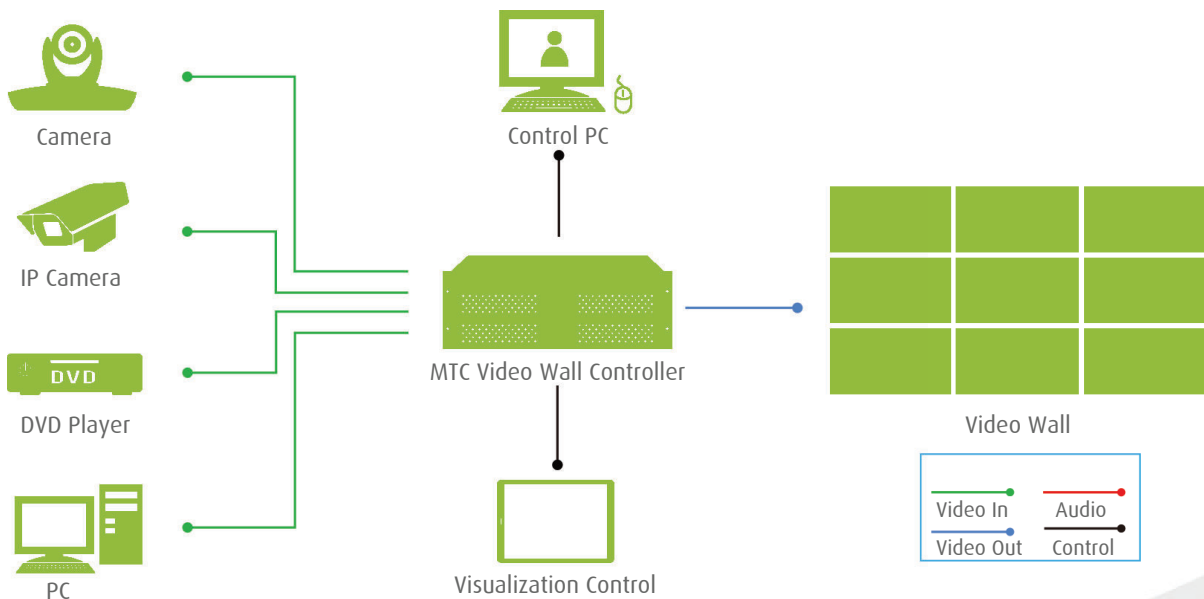 Camera
IP Camera
DVD
DVD Player
PC
Control PC
MTC Video Wall Controller
Visualization Control
Video Wall
Video In
Audio
Video Out
Control